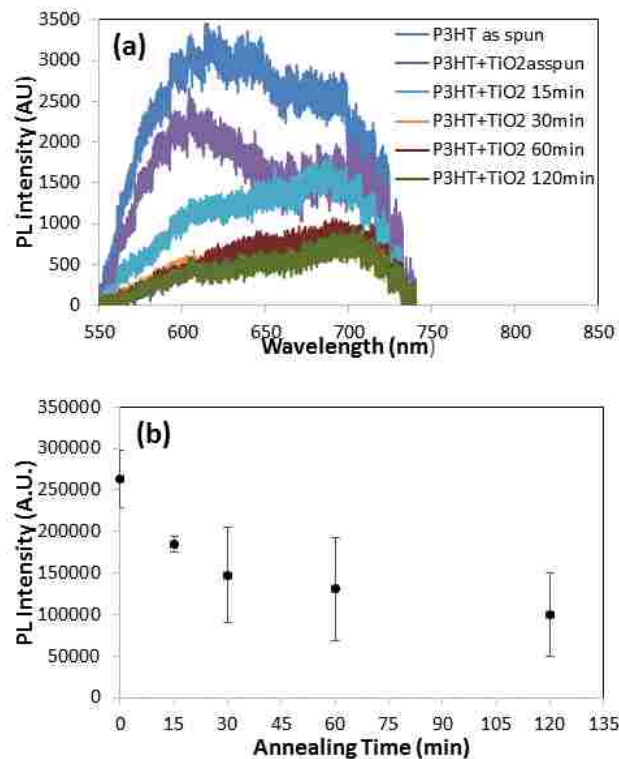 (a)
PL intensity (AU)
3500
3000
2500
2000
1500
1000
500
0
P3HT as spun
P3HT+TiO2asspun
P3HT+TiO2 15min
P3HT+TiO2 30min
P3HT+TiO2 60min
P3HT+TiO2 120min
550 600 650 700 750 800 850
Wavelength (nm)
(b)
PL Intensity (A.U.)
350000
300000
250000
200000
150000
100000
50000
0
0 15 30 45 60 75 90 105 120 135
Annealing Time (min)